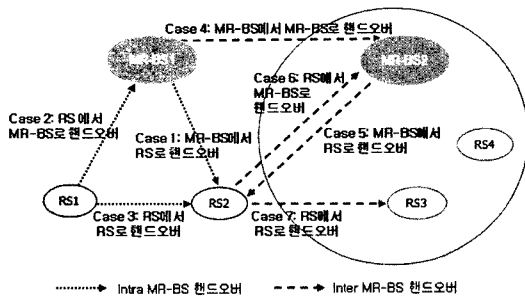 Case 4: MR-BS에서 MR-BS로 핸드오버
MR-BS1
MR-BS2
Case 6: RS에서
MR-BS로
핸드오버
Case 2: RS에서
MR-BS로 핸드오버
Case 1: MR-BS에서
RS로 핸드오버
Case 5: MR-BS에서
RS로 핸드오버
RS4
RS1
RS2
RS3
Case 3: RS에서
RS로 핸드오버
Case 7: RS에서
RS로 핸드오버
Intra MR-BS 핸드오버
Inter MR-BS 핸드오버